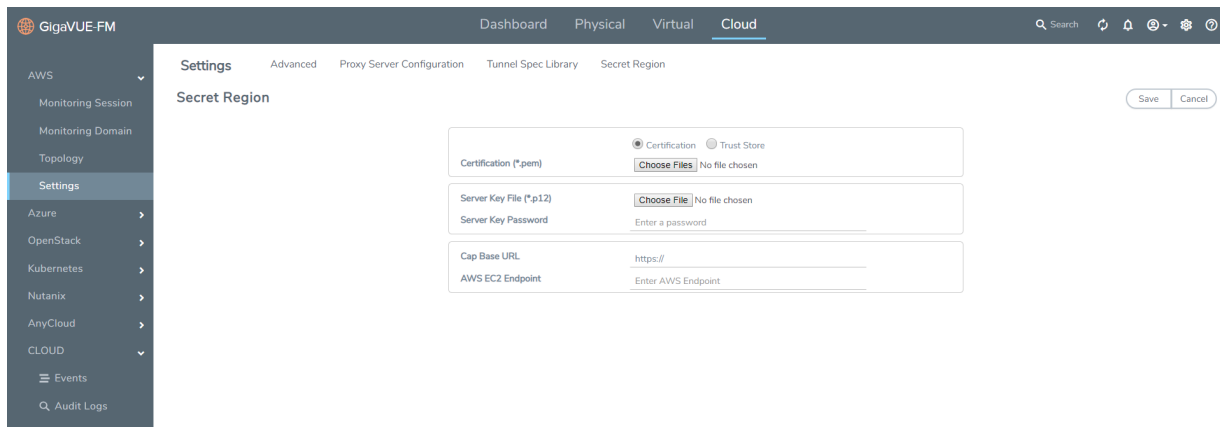 GigaVUE-FM
Dashboard Physical Virtual Cloud
Search
AWS
Monitoring Session
Monitoring Domain
Topology
Settings
Azure
OpenStack
Kubernetes
Nutanix
AnyCloud
CLOUD
Events
Audit Logs
Settings Advanced Proxy Server Configuration Tunnel Spec Library Secret Region
Secret Region
Save Cancel
Certification Trust Store
Certification (*.pem) Choose Files No file chosen
Server Key File (*.p12) Choose File No file chosen
Server Key Password Enter a password
Cap Base URL https://
AWS EC2 Endpoint Enter AWS Endpoint